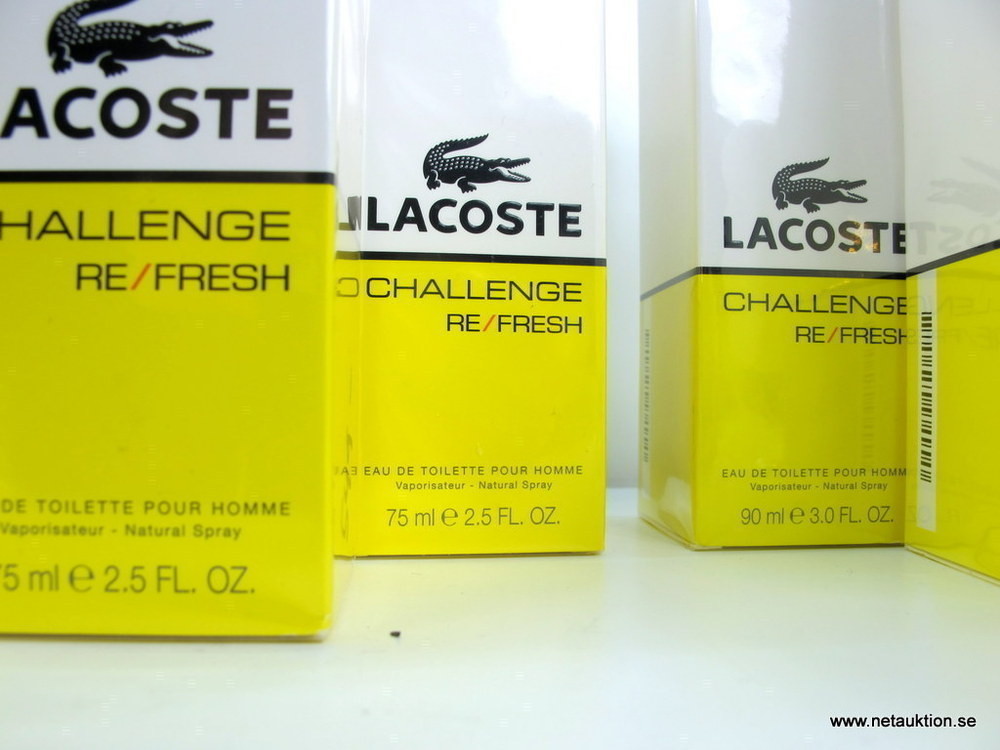 ACOSTE
HALLENGE
RE/FRESH
DE TOILETTE POUR HOMME
Vaporisateur - Natural Spray
75 ml e 2.5 FL. OZ.
LACOSTE
CHALLENGE
RE/FRESH
EAU DE TOILETTE POUR HOMME
Vaporisateur - Natural Spray
75 ml e 2.5 FL. OZ.
LACOSTE
CHALLENGE
RE/FRESH
EAU DE TOILETTE POUR HOMM
Vaporisateur - Natural Spray
90 ml e 3.0 FL. OZ.
www.netauktion.se